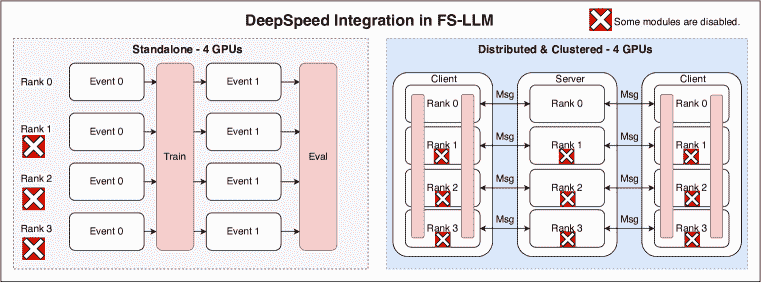 DeepSpeed Integration in FS-LLM
Some modules are disabled.
Standalone - 4 GPUs
Rank 0
Event 0
Event 1
Rank 1
Event 0
Event 1
Train
Eval
Rank 2
Event 0
Event 1
Rank 3
Event 0
Event 1
Distributed & Clustered - 4 GPUs
Client
Server
Client
Rank 0
Msg
Rank 0
Msg
Rank 0
Rank 1
Msg
Rank 1
Msg
Rank 1
Rank 2
Msg
Rank 2
Msg
Rank 2
Rank 3
Msg
Rank 3
Msg
Rank 3